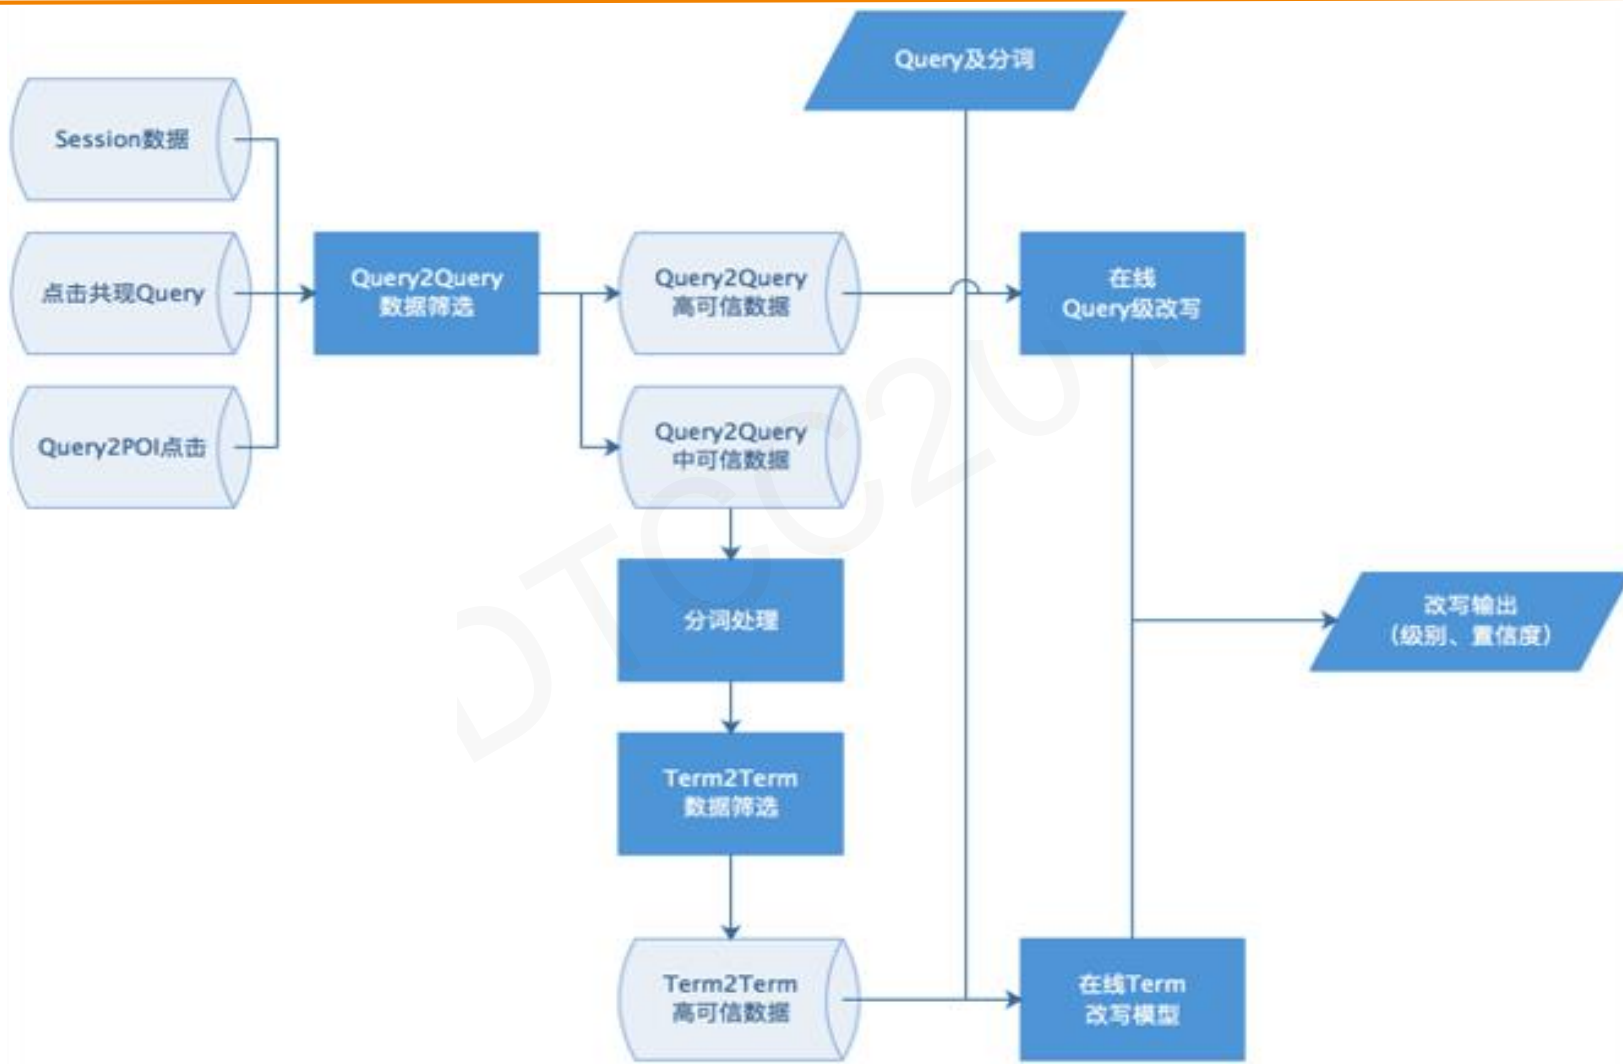 Query及分词
Session数据
点击共现Query
Query2POI点击
Query2Query
数据筛选
Query2Query
高可信数据
Query2Query
中可信数据
在线
Query级改写
分词处理
Term2Term
数据筛选
Term2Term
高可信数据
在线Term
改写模型
改写输出
（级别、置信度）